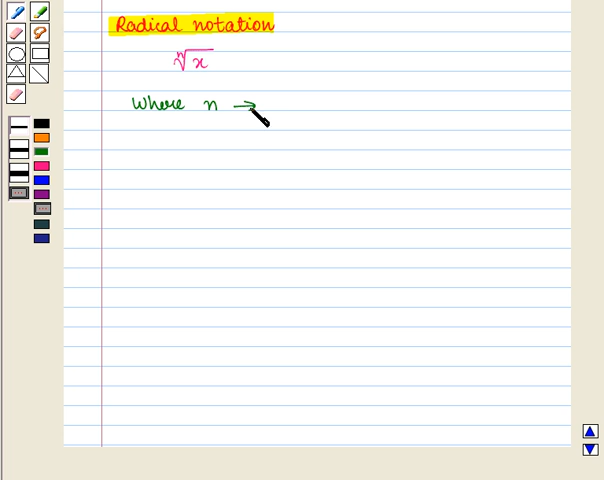 Radical notation
ⁿ√x
Where n →